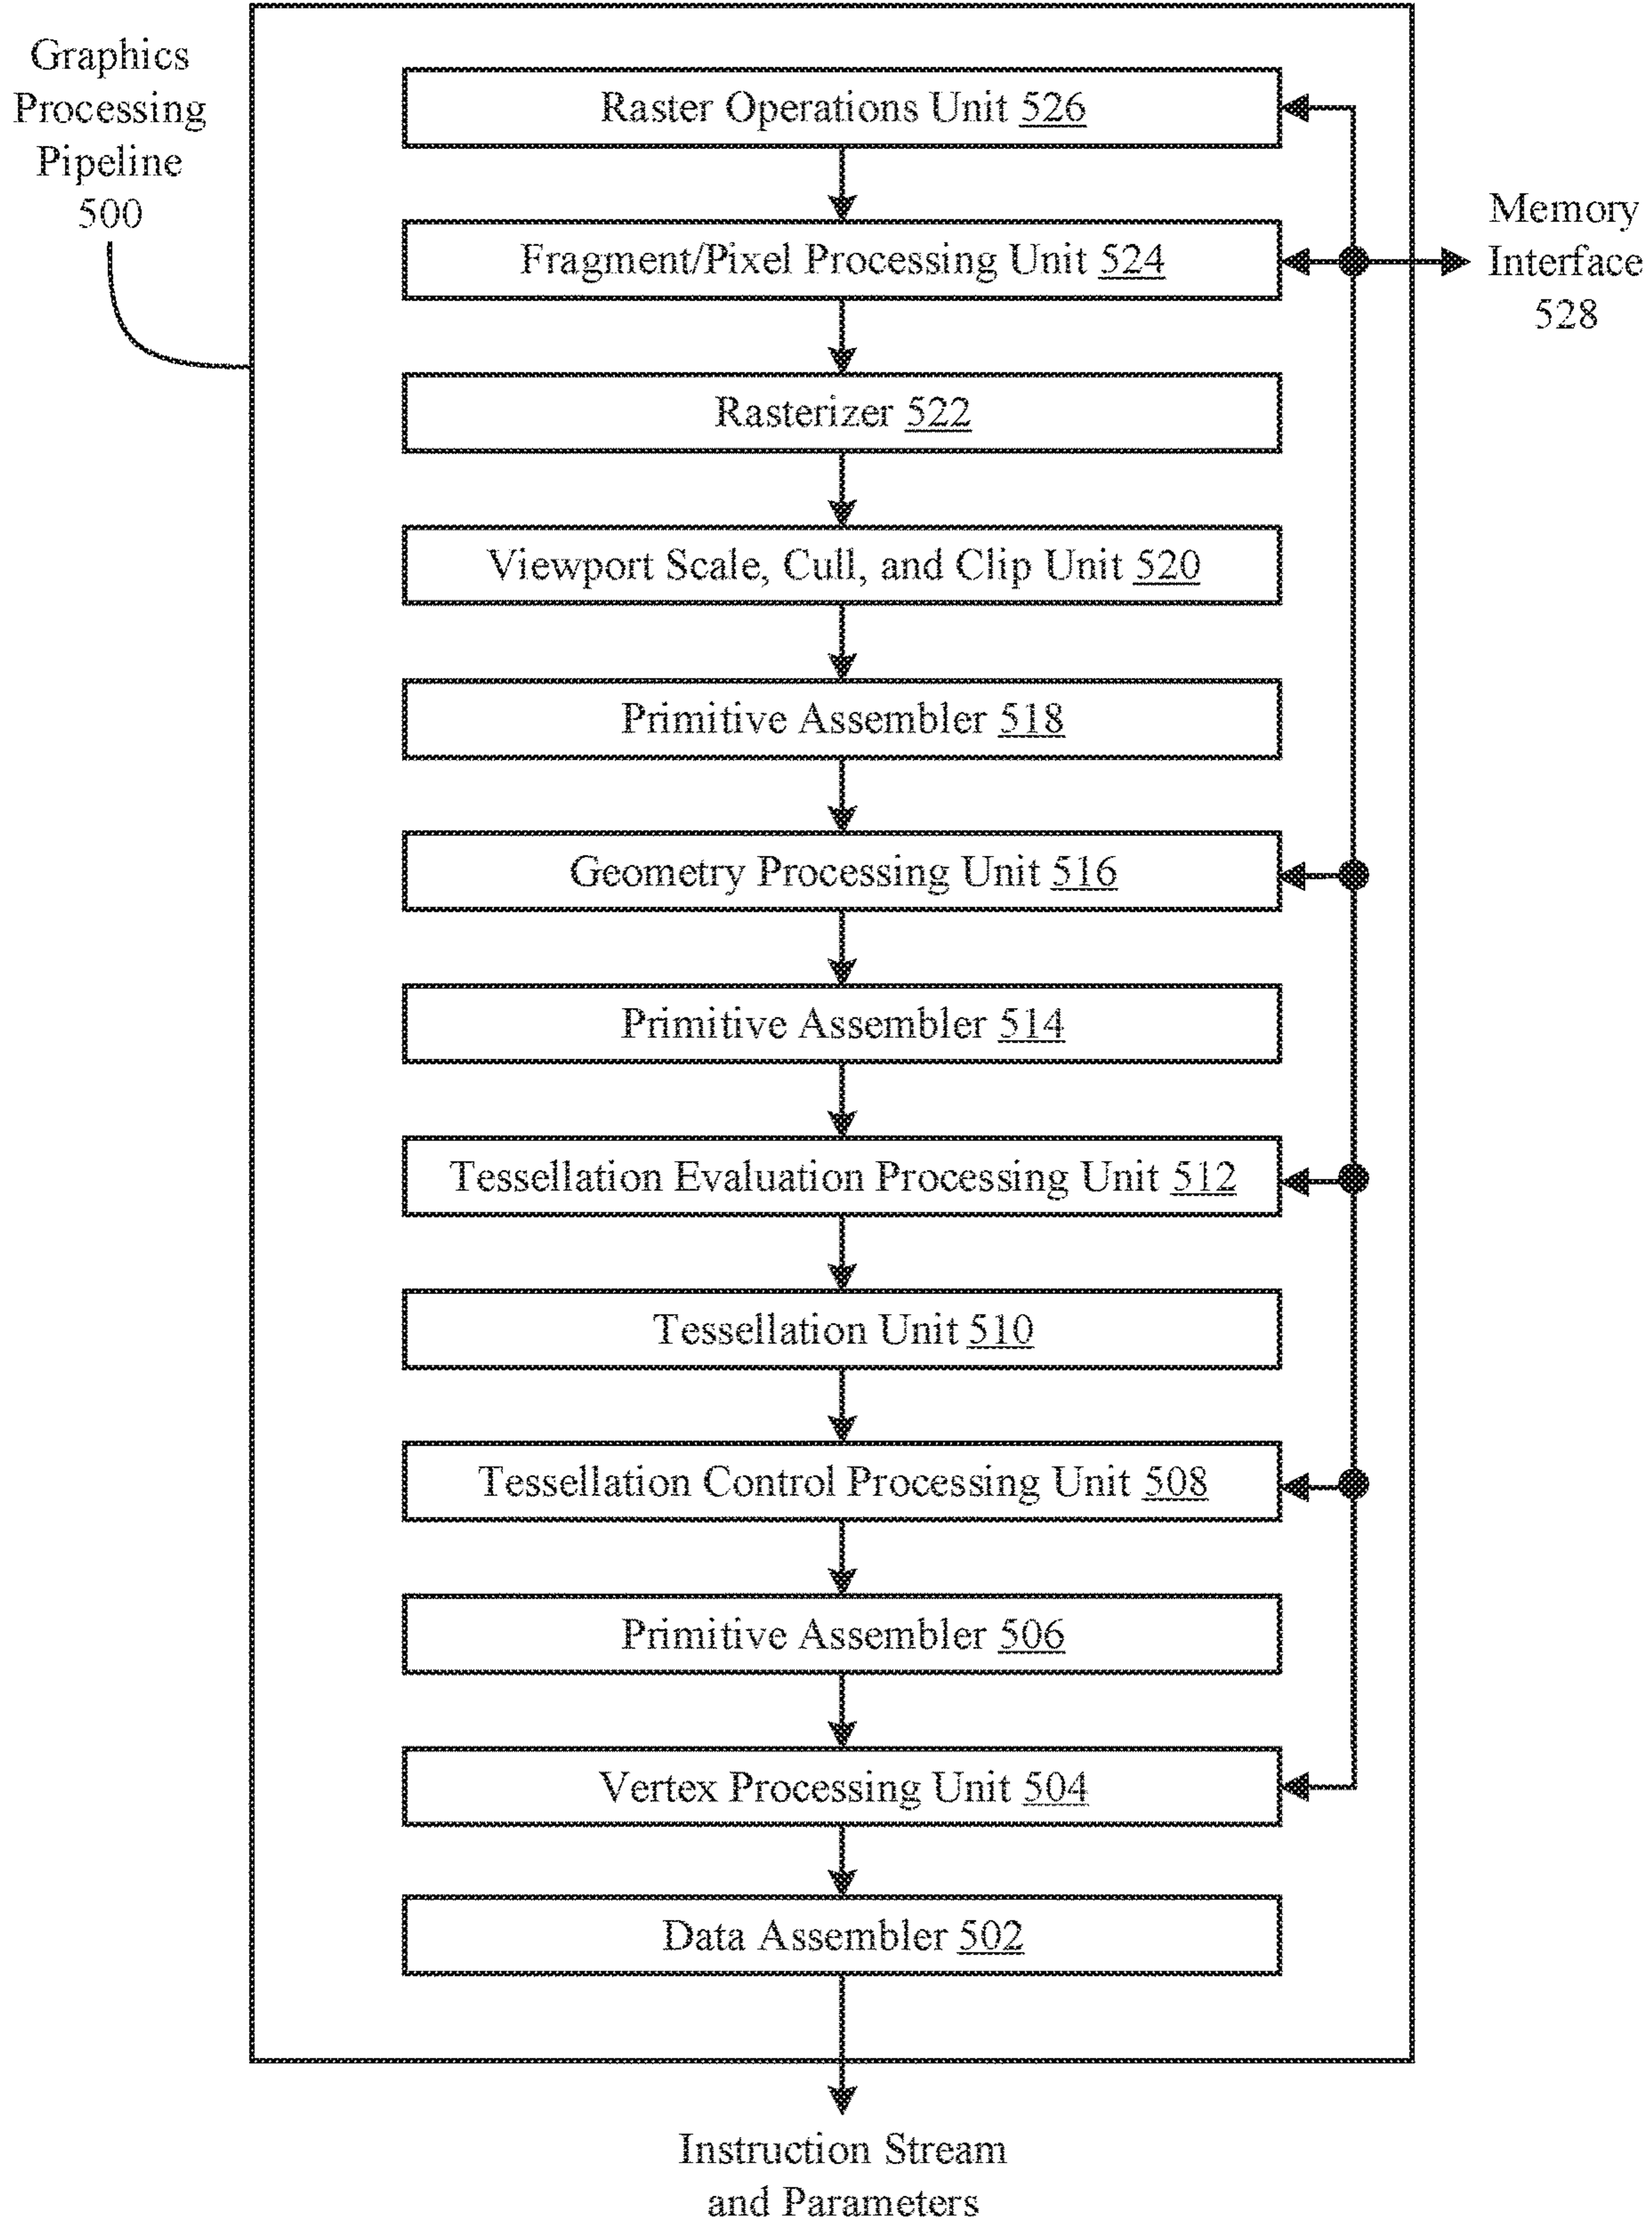 Graphics
Processing
Pipeline
500
Raster Operations Unit 526
Fragment/Pixel Processing Unit 524
Memory
Interface
528
Rasterizer 522
Viewport Scale, Cull, and Clip Unit 520
Primitive Assembler 518
Geometry Processing Unit 516
Primitive Assembler 514
Tessellation Evaluation Processing Unit 512
Tessellation Unit 510
Tessellation Control Processing Unit 508
Primitive Assembler 506
Vertex Processing Unit 504
Data Assembler 502
Instruction Stream
and Parameters